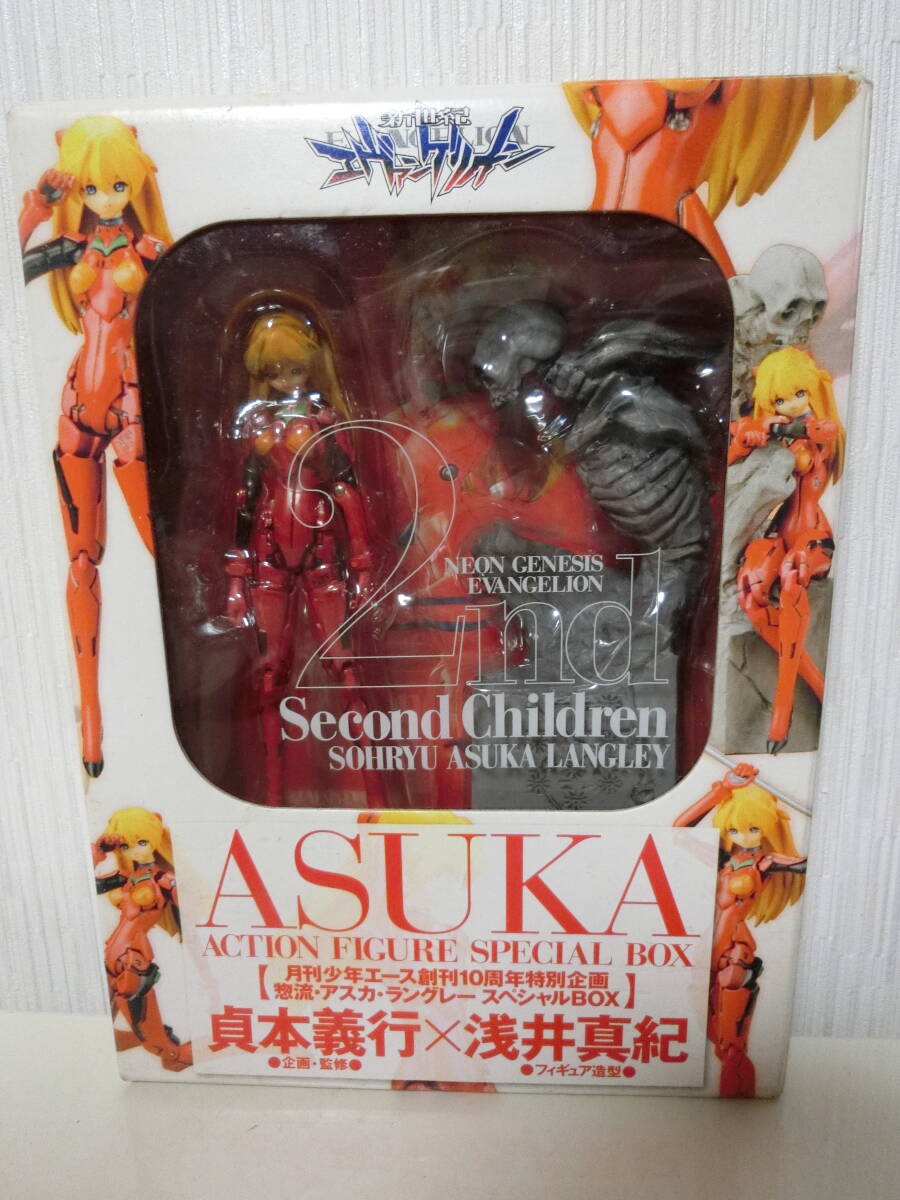 新世紀
EVANGELION
エヴァンゲリオン
2nd
NEON GENESIS
EVANGELION
Second Children
SOHRYU ASUKA LANGLEY
ASUKA
ACTION FIGURE SPECIAL BOX
【月刊少年エース創刊10周年特別企画
惣流・アスカ・ラングレー スペシャルBOX】
貞本義行×浅井真紀
●企画・監修● ●フィギュア造型●